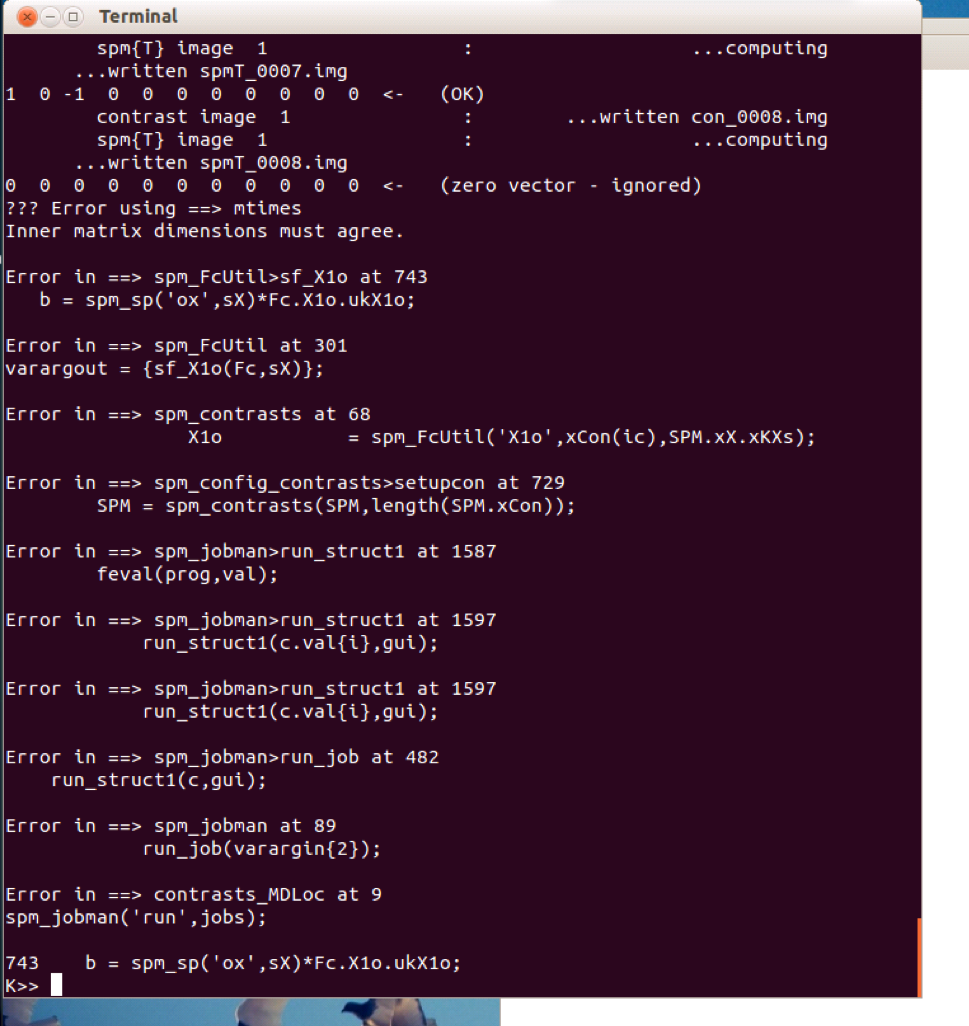 Terminal
spm{T} image 1 : ...computing
...written spmT_0007.img
1 0 -1 0 0 0 0 0 0 0 0 <- (OK)
contrast image 1 : ...written con_0008.img
spm{T} image 1 : ...computing
...written spmT_0008.img
0 0 0 0 0 0 0 0 0 0 0 <- (zero vector - ignored)
??? Error using ==> mtimes
Inner matrix dimensions must agree.
Error in ==> spm_FcUtil>sf_X1o at 743
b = spm_sp('ox',sX)*Fc.X1o.ukX1o;
Error in ==> spm_FcUtil at 301
varargout = {sf_X1o(Fc,sX)};
Error in ==> spm_contrasts at 68
X1o = spm_FcUtil('X1o',xCon(ic),SPM.xX.xKXs);
Error in ==> spm_config_contrasts>setupcon at 729
SPM = spm_contrasts(SPM,length(SPM.xCon));
Error in ==> spm_jobman>run_struct1 at 1587
feval(prog,val);
Error in ==> spm_jobman>run_struct1 at 1597
run_struct1(c.val{i},gui);
Error in ==> spm_jobman>run_struct1 at 1597
run_struct1(c.val{i},gui);
Error in ==> spm_jobman>run_job at 482
run_struct1(c,gui);
Error in ==> spm_jobman at 89
run_job(varargin{2});
Error in ==> contrasts_MDLoc at 9
spm_jobman('run',jobs);
743 b = spm_sp('ox',sX)*Fc.X1o.ukX1o;
K>>